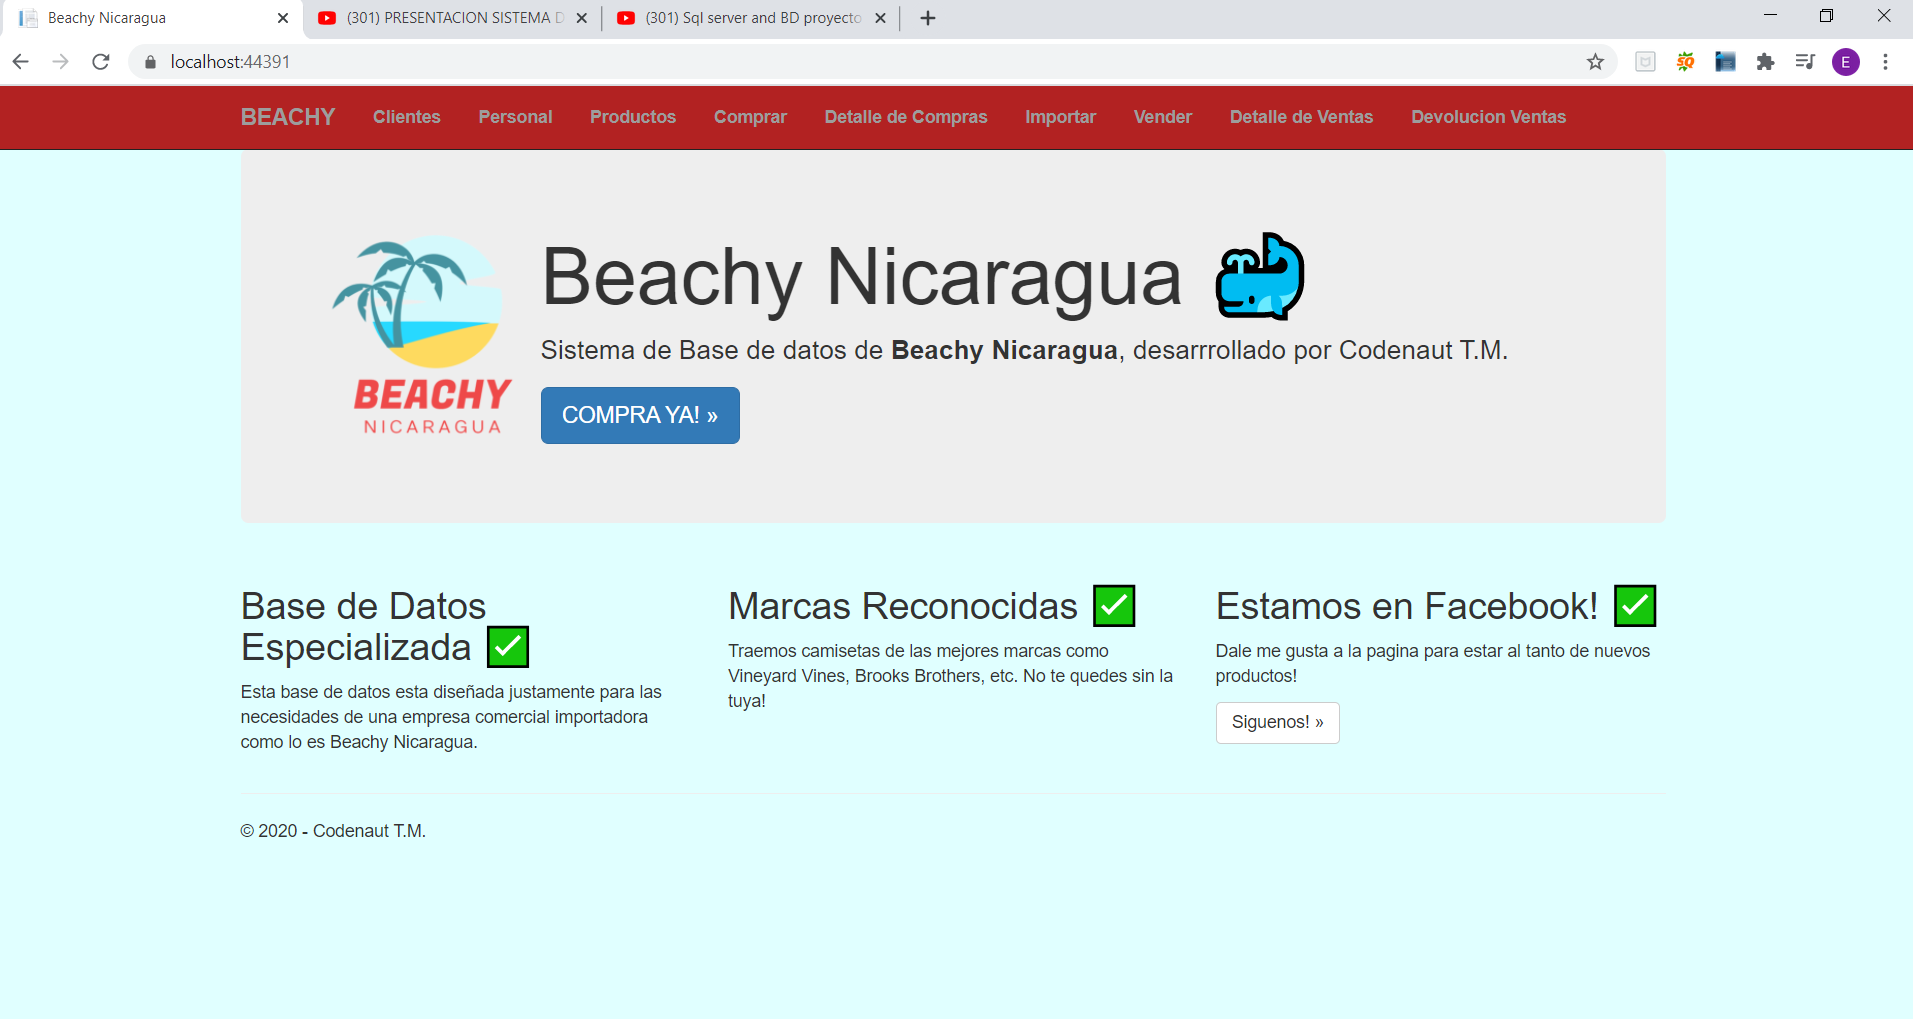 Beachy Nicaragua
(301) PRESENTACION SISTEMA D
(301) Sql server and BD proyecto
localhost:44391
SQ
E
BEACHY Clientes Personal Productos Comprar Detalle de Compras Importar Vender Detalle de Ventas Devolucion Ventas
BEACHY
NICARAGUA
Beachy Nicaragua
Sistema de Base de datos de Beachy Nicaragua, desarrrollado por Codenaut T.M.
COMPRA YA! »
Base de Datos
Especializada
Esta base de datos esta diseñada justamente para las
necesidades de una empresa comercial importadora
como lo es Beachy Nicaragua.
Marcas Reconocidas
Traemos camisetas de las mejores marcas como
Vineyard Vines, Brooks Brothers, etc. No te quedes sin la
tuya!
Estamos en Facebook!
Dale me gusta a la pagina para estar al tanto de nuevos
productos!
Siguenos! »
© 2020 - Codenaut T.M.